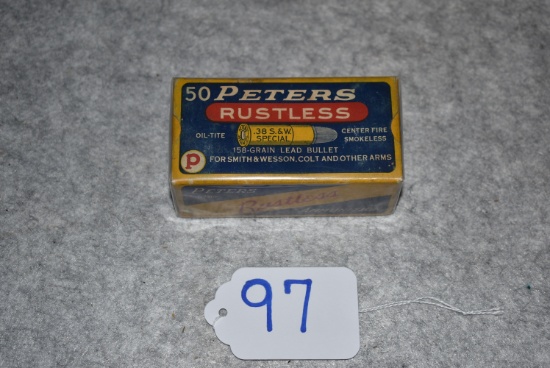 50 PETERS
RUSTLESS
OIL-TITE
.38 S.&W.
SPECIAL
CENTER FIRE
SMOKELESS
158-GRAIN LEAD BULLET
FOR SMITH & WESSON, COLT AND OTHER ARMS
P
PETERS
Rustless
97